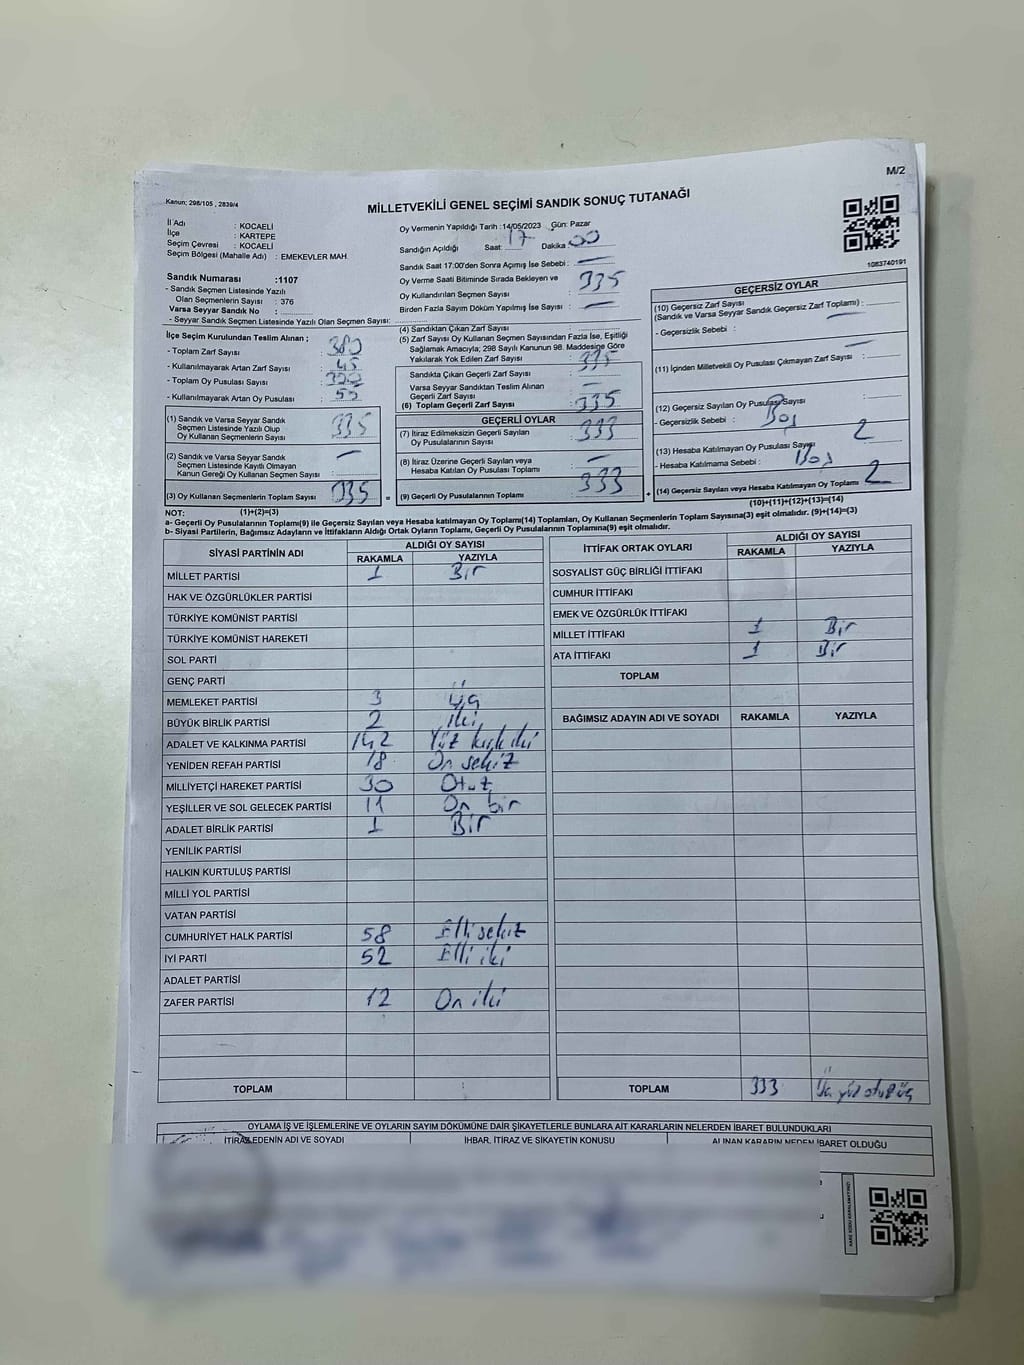 M/2
Kanun: 298/105 , 2839/4
MİLLETVEKİLİ GENEL SEÇİMİ SANDIK SONUÇ TUTANAĞI
İl Adı : KOCAELİ
İlçe : KARTEPE
Seçim Çevresi : KOCAELİ
Seçim Bölgesi (Mahalle Adı) : EMEKEVLER MAH.
Sandık Numarası :1107
- Sandık Seçmen Listesinde Yazılı
Olan Seçmenlerin Sayısı : 376
Varsa Seyyar Sandık No :
- Seyyar Sandık Seçmen Listesinde Yazılı Olan Seçmen Sayısı:
İlçe Seçim Kurulundan Teslim Alınan ;
- Toplam Zarf Sayısı : 380
- Kullanılmayarak Artan Zarf Sayısı : 45
- Toplam Oy Pusulası Sayısı :
- Kullanılmayarak Artan Oy Pusulası : 55
(1) Sandık ve Varsa Seyyar Sandık
Seçmen Listesinde Yazılı Olup
Oy Kullanan Seçmenlerin Sayısı : 335
(2) Sandık ve Varsa Seyyar Sandık
Seçmen Listesinde Kayıtlı Olmayan
Kanun Gereği Oy Kullanan Seçmen Sayısı : —
(3) Oy Kullanan Seçmenlerin Toplam Sayısı 335 =
(1)+(2)=(3)
Oy Vermenin Yapıldığı Tarih :14/05/2023 Gün: Pazar
Sandığın Açıldığı Saat: 17 Dakika: 00
Sandık Saat 17:00'den Sonra Açılmış İse Sebebi : —
Oy Verme Saati Bitiminde Sırada Bekleyen ve
Oy Kullandırılan Seçmen Sayısı : 335
Birden Fazla Sayım Döküm Yapılmış İse Sayısı : —
(4) Sandıktan Çıkan Zarf Sayısı :
(5) Zarf Sayısı Oy Kullanan Seçmen Sayısından Fazla İse, Eşitliği
Sağlamak Amacıyla; 298 Sayılı Kanunun 98. Maddesine Göre
Yakılarak Yok Edilen Zarf Sayısı : 335
Sandıkta Çıkan Geçerli Zarf Sayısı :
Varsa Seyyar Sandıktan Teslim Alınan
Geçerli Zarf Sayısı : —
(6) Toplam Geçerli Zarf Sayısı : 335
GEÇERLİ OYLAR
(7) İtiraz Edilmeksizin Geçerli Sayılan
Oy Pusulalarının Sayısı : 333
(8) İtiraz Üzerine Geçerli Sayılan veya
Hesaba Katılan Oy Pusulası Toplamı : —
(9) Geçerli Oy Pusulalarının Toplamı : 333 +
1083740191
GEÇERSİZ OYLAR
(10) Geçersiz Zarf Sayısı
(Sandık ve Varsa Seyyar Sandık Geçersiz Zarf Toplamı) : —
- Geçersizlik Sebebi :
(11) İçinden Milletvekili Oy Pusulası Çıkmayan Zarf Sayısı : —
(12) Geçersiz Sayılan Oy Pusulası Sayısı :
- Geçersizlik Sebebi : Boş
(13) Hesaba Katılmayan Oy Pusulası Sayısı : 2
- Hesaba Katılmama Sebebi : Boş
(14) Geçersiz Sayılan veya Hesaba Katılmayan Oy Toplamı : 2
(10)+(11)+(12)+(13)=(14)
NOT:
a- Geçerli Oy Pusulalarının Toplamı(9) ile Geçersiz Sayılan veya Hesaba katılmayan Oy Toplamı(14) Toplamları, Oy Kullanan Seçmenlerin Toplam Sayısına(3) eşit olmalıdır. (9)+(14)=(3)
b- Siyasi Partilerin, Bağımsız Adayların ve İttifakların Aldığı Ortak Oyların Toplamı, Geçerli Oy Pusulalarının Toplamına(9) eşit olmalıdır.
SİYASİ PARTİNİN ADI ALDIĞI OY SAYISI
RAKAMLA YAZIYLA
MİLLET PARTİSİ 1 Bir
HAK VE ÖZGÜRLÜKLER PARTİSİ
TÜRKİYE KOMÜNİST PARTİSİ
TÜRKİYE KOMÜNİST HAREKETİ
SOL PARTİ
GENÇ PARTİ
MEMLEKET PARTİSİ 3 Üç
BÜYÜK BİRLİK PARTİSİ 2 İki
ADALET VE KALKINMA PARTİSİ 142 Yüz kırk iki
YENİDEN REFAH PARTİSİ 18 On sekiz
MİLLİYETÇİ HAREKET PARTİSİ 30 Otuz
YEŞİLLER VE SOL GELECEK PARTİSİ 11 On bir
ADALET BİRLİK PARTİSİ 1 Bir
YENİLİK PARTİSİ
HALKIN KURTULUŞ PARTİSİ
MİLLİ YOL PARTİSİ
VATAN PARTİSİ
CUMHURİYET HALK PARTİSİ 58 Elli sekiz
İYİ PARTİ 52 Elli iki
ADALET PARTİSİ
ZAFER PARTİSİ 12 On iki
TOPLAM
İTTİFAK ORTAK OYLARI ALDIĞI OY SAYISI
RAKAMLA YAZIYLA
SOSYALİST GÜÇ BİRLİĞİ İTTİFAKI
CUMHUR İTTİFAKI
EMEK VE ÖZGÜRLÜK İTTİFAKI
MİLLET İTTİFAKI 1 Bir
ATA İTTİFAKI 1 Bir
TOPLAM
BAĞIMSIZ ADAYIN ADI VE SOYADI RAKAMLA YAZIYLA
TOPLAM 333 Üç yüz otuz üç
OYLAMA İŞ VE İŞLEMLERİNE VE OYLARIN SAYIM DÖKÜMÜNE DAİR ŞİKAYETLERLE BUNLARA AİT KARARLARIN NELERDEN İBARET BULUNDUKLARI
İTİRAZ EDENİN ADI VE SOYADI İHBAR, İTİRAZ VE ŞİKAYETİN KONUSU ALINAN KARARIN NEDEN İBARET OLDUĞU